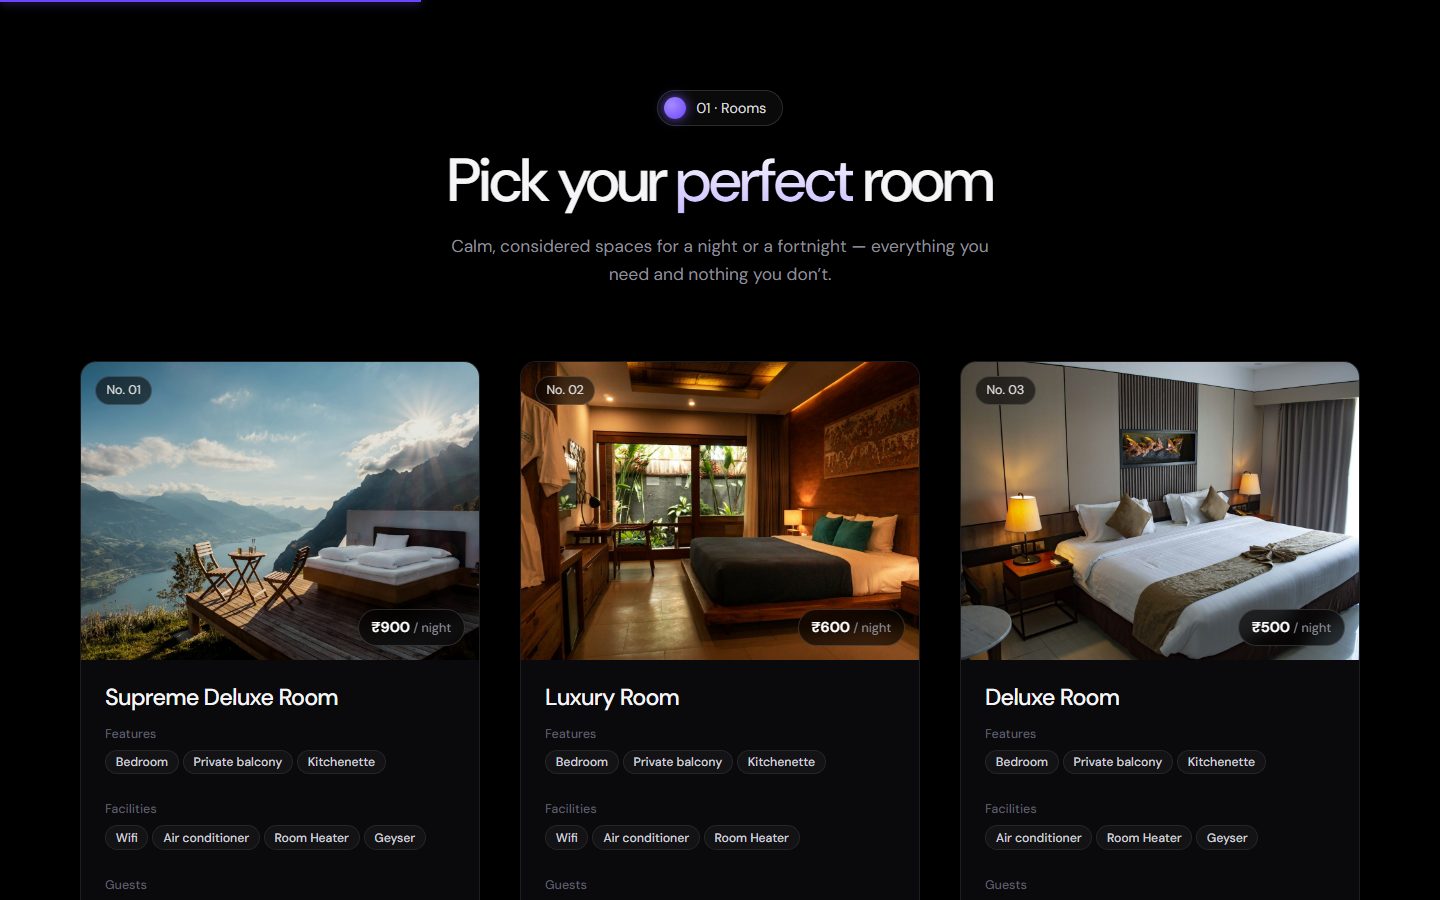 01 · Rooms
Pick your perfect room
Calm, considered spaces for a night or a fortnight — everything you
need and nothing you don’t.
No. 01
₹900 / night
Supreme Deluxe Room
Features
Bedroom Private balcony Kitchenette
Facilities
Wifi Air conditioner Room Heater Geyser
Guests
No. 02
₹600 / night
Luxury Room
Features
Bedroom Private balcony Kitchenette
Facilities
Wifi Air conditioner Room Heater
Guests
No. 03
₹500 / night
Deluxe Room
Features
Bedroom Private balcony Kitchenette
Facilities
Air conditioner Room Heater Geyser
Guests